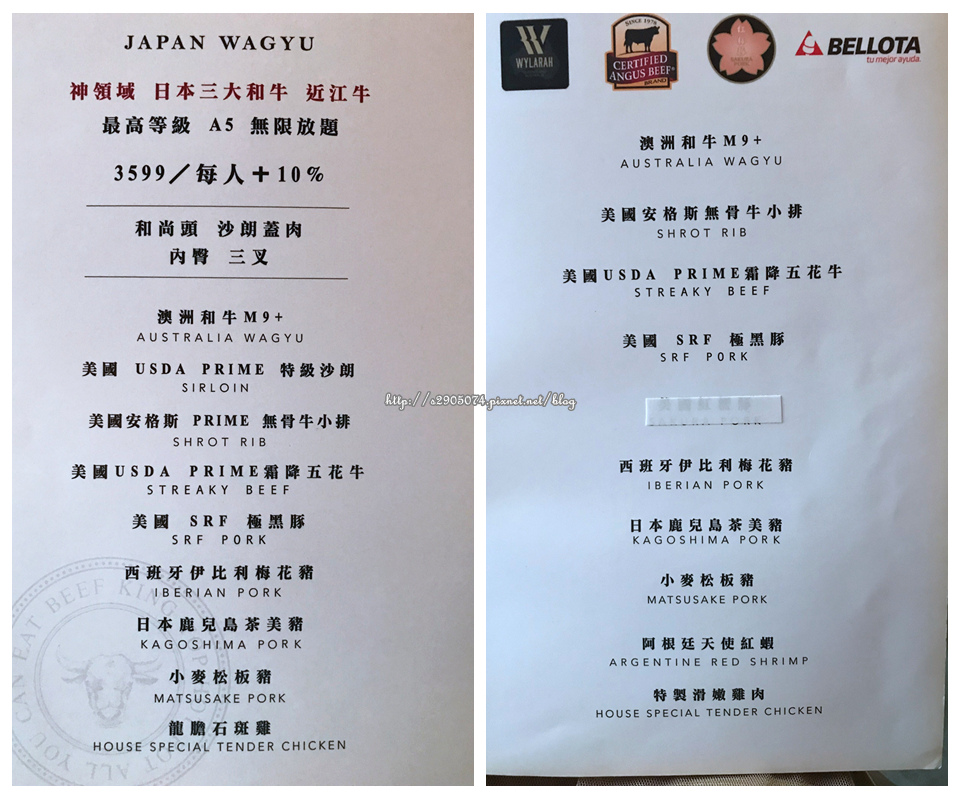 JAPAN WAGYU
神領域 日本三大和牛 近江牛
最高等級 A5 無限放題
3599／每人＋10%
和尚頭 沙朗蓋肉
內臀 三叉
澳洲和牛M9+
AUSTRALIA WAGYU
美國 USDA PRIME 特級沙朗
SIRLOIN
美國安格斯 PRIME 無骨牛小排
SHROT RIB
美國USDA PRIME霜降五花牛
STREAKY BEEF
美國 SRF 極黑豚
SRF PORK
西班牙伊比利梅花豬
IBERIAN PORK
日本鹿兒島茶美豬
KAGOSHIMA PORK
小麥松板豬
MATSUSAKE PORK
龍膽石斑雞
HOUSE SPECIAL TENDER CHICKEN
WYLARAH
SINCE 1978
CERTIFIED
ANGUS BEEF
BRAND
BELLOTA
tu mejor ayuda.
澳洲和牛M9+
AUSTRALIA WAGYU
美國安格斯無骨牛小排
SHROT RIB
美國USDA PRIME霜降五花牛
STREAKY BEEF
美國 SRF 極黑豚
SRF PORK
西班牙伊比利梅花豬
IBERIAN PORK
日本鹿兒島茶美豬
KAGOSHIMA PORK
小麥松板豬
MATSUSAKE PORK
阿根廷天使紅蝦
ARGENTINE RED SHRIMP
特製滑嫩雞肉
HOUSE SPECIAL TENDER CHICKEN
http://a2905074.pixnet.net/blog